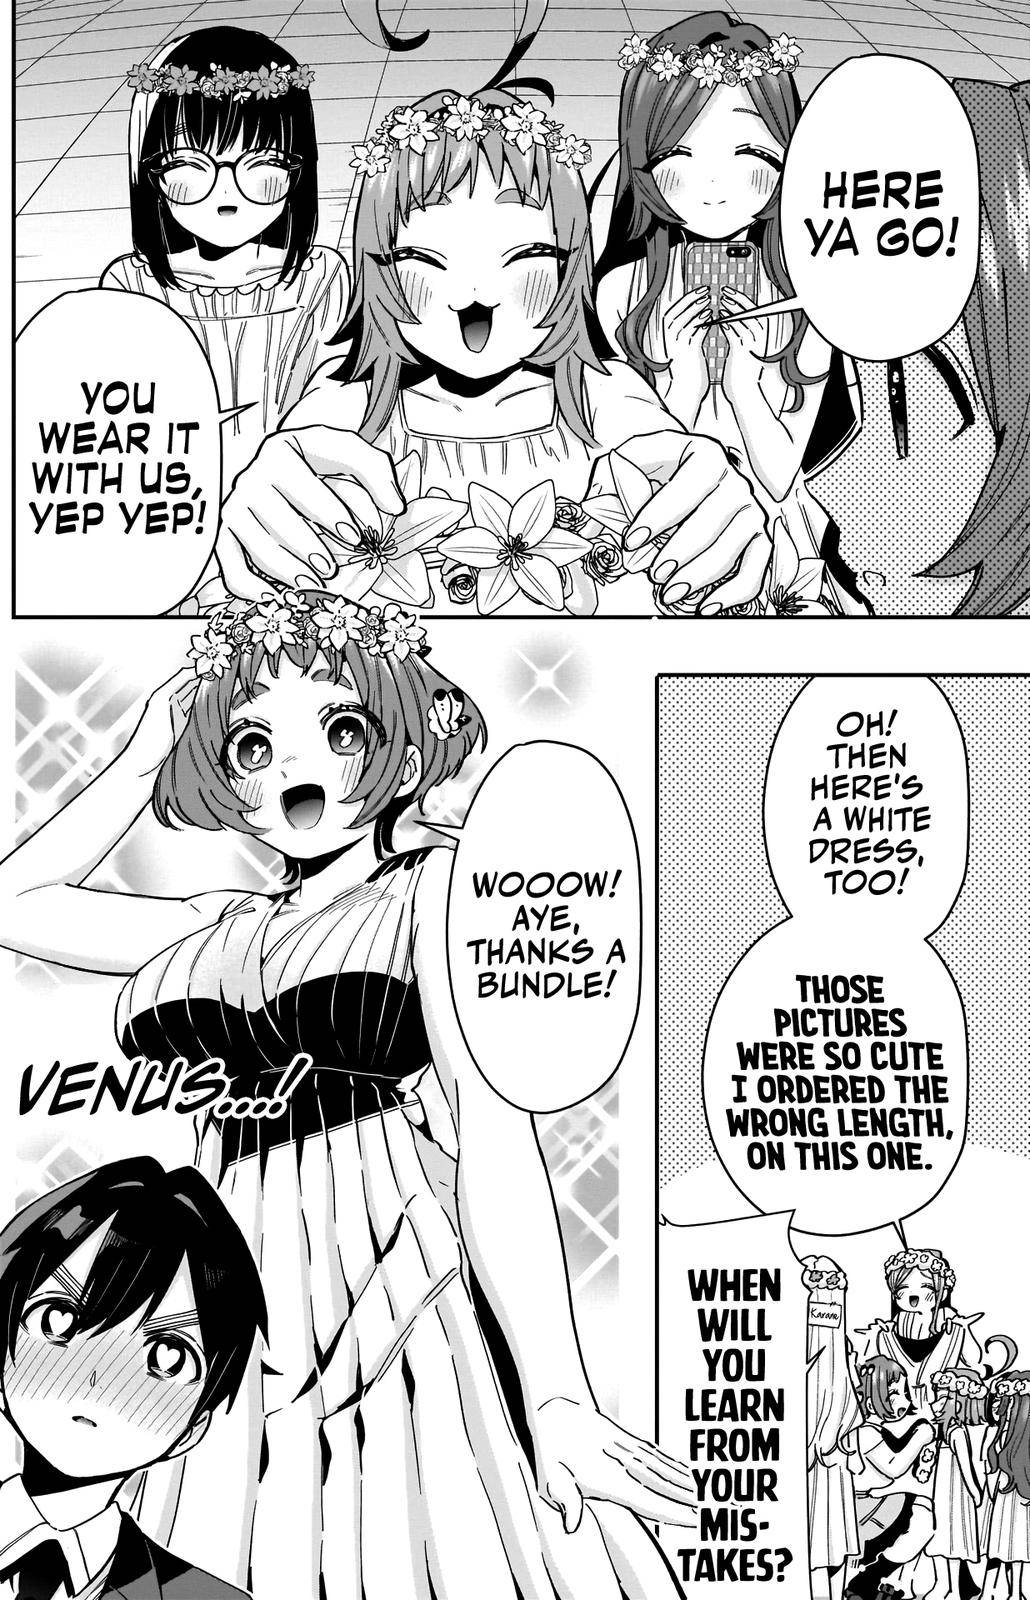 HERE
YA GO!
YOU
WEAR IT
WITH US,
YEP YEP!
OH!
THEN
HERE'S
A WHITE
DRESS,
TOO!
THOSE
PICTURES
WERE SO CUTE
I ORDERED THE
WRONG LENGTH,
ON THIS ONE.
Karane
WHEN
WILL
YOU
LEARN
FROM
YOUR
MIS-
TAKES?
WOOOW!
AYE,
THANKS A
BUNDLE!
VENUS....!